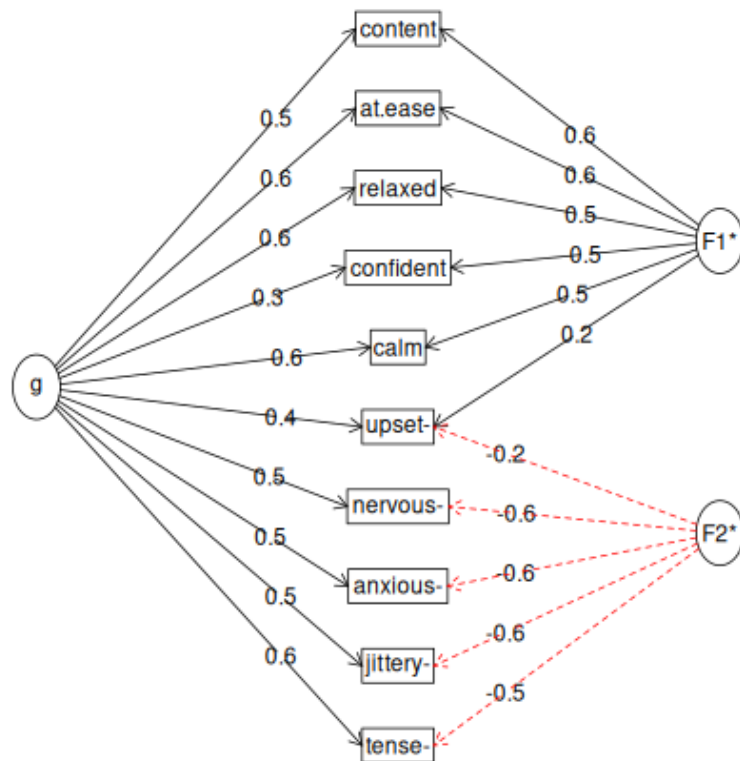 content
0.5
0.6
at.ease
0.6
0.6
relaxed
0.6
0.5
F1*
confident
0.3
0.5
calm
0.6
0.5
0.2
g
upset-
0.4
-0.2
nervous-
0.5
-0.6
F2*
anxious-
0.5
-0.6
jittery-
0.5
-0.6
tense-
0.6
-0.5